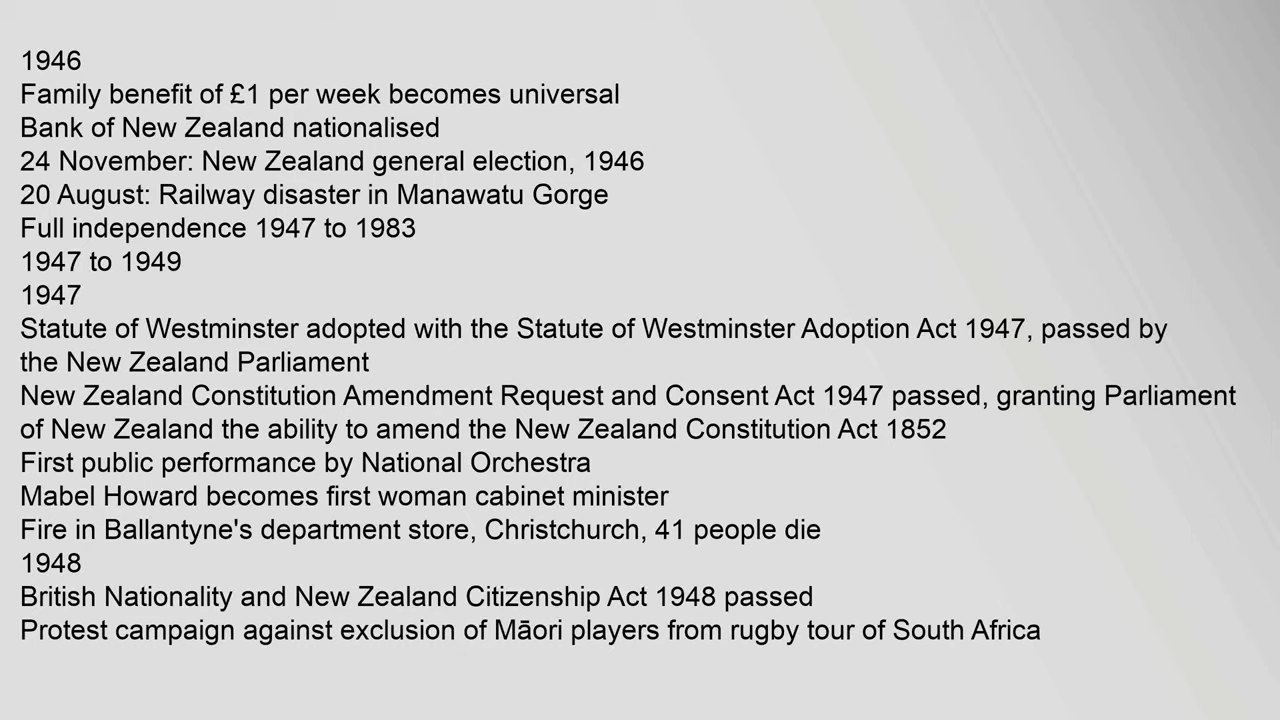 1946
Family benefit of £1 per week becomes universal
Bank of New Zealand nationalised
24 November: New Zealand general election, 1946
20 August: Railway disaster in Manawatu Gorge
Full independence 1947 to 1983
1947 to 1949
1947
Statute of Westminster adopted with the Statute of Westminster Adoption Act 1947, passed by
the New Zealand Parliament
New Zealand Constitution Amendment Request and Consent Act 1947 passed, granting Parliament
of New Zealand the ability to amend the New Zealand Constitution Act 1852
First public performance by National Orchestra
Mabel Howard becomes first woman cabinet minister
Fire in Ballantyne's department store, Christchurch, 41 people die
1948
British Nationality and New Zealand Citizenship Act 1948 passed
Protest campaign against exclusion of Māori players from rugby tour of South Africa